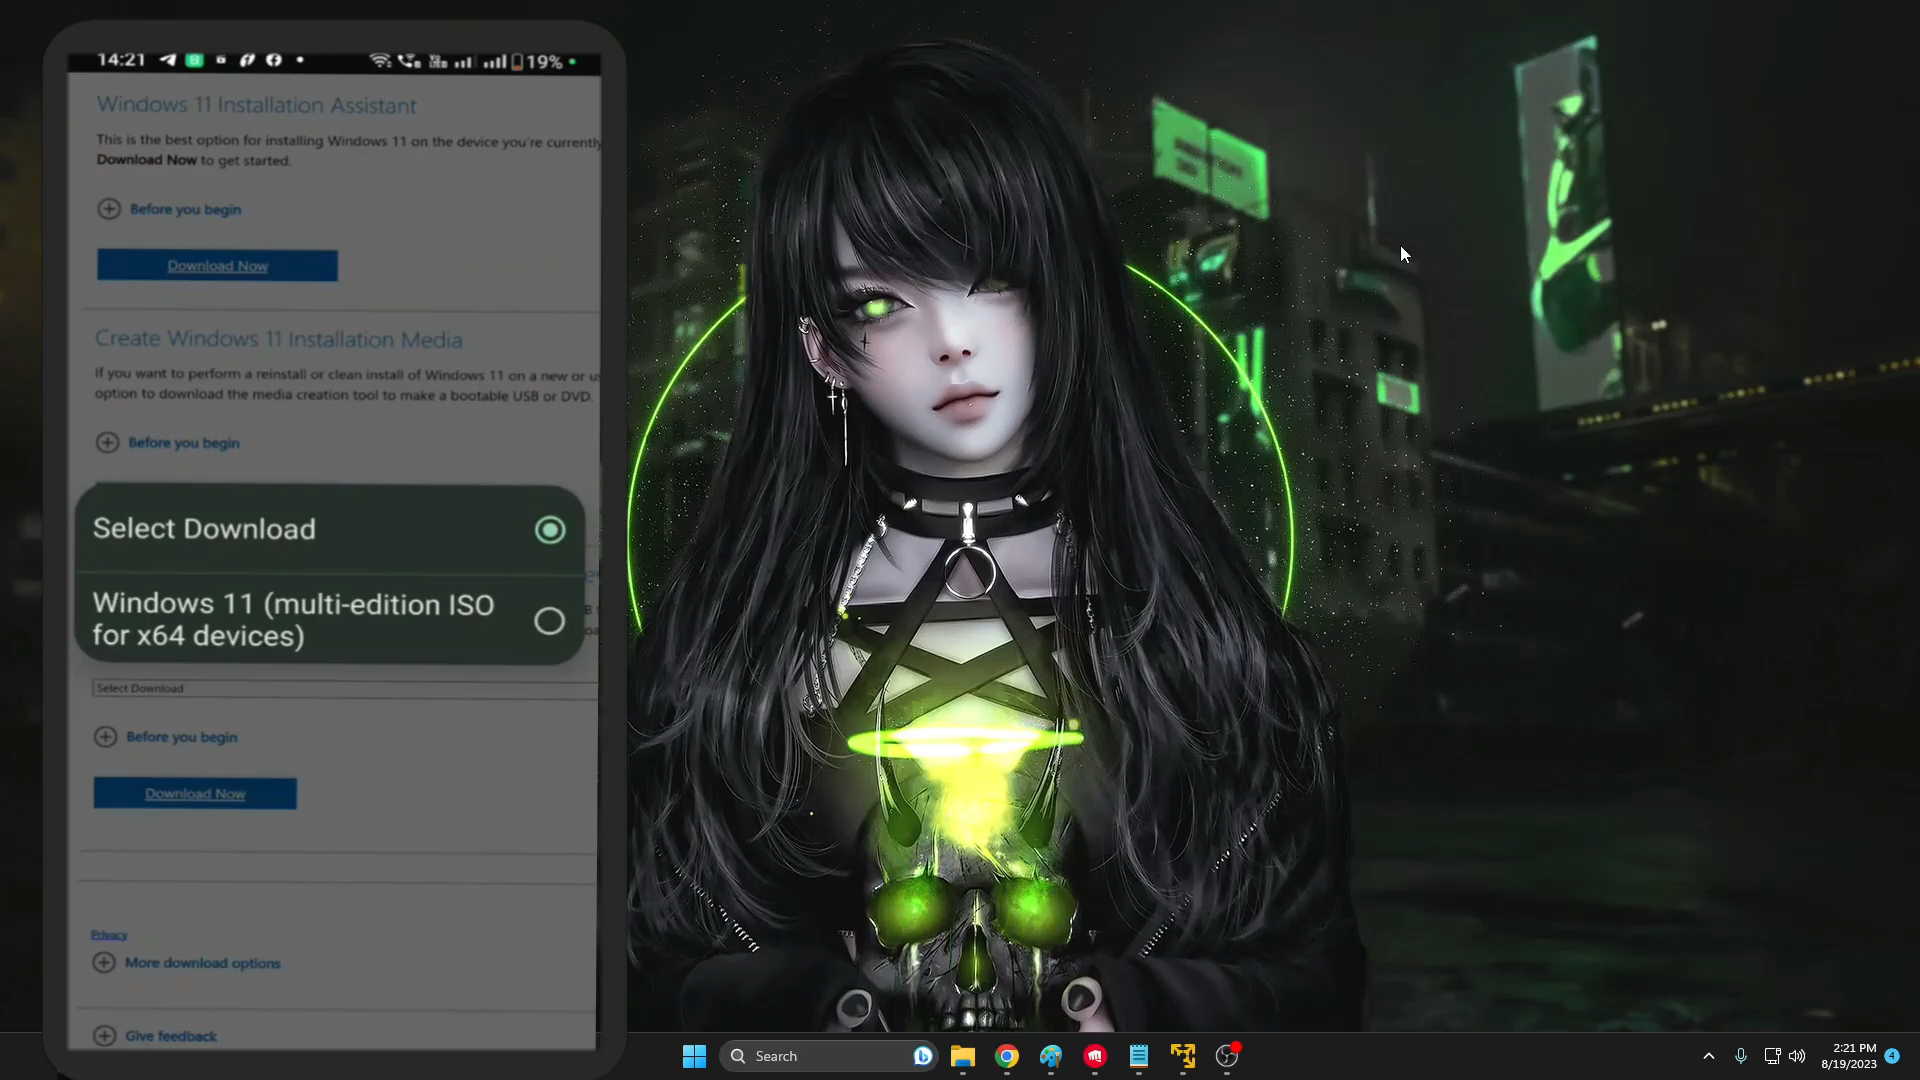 14:21
19%
Windows 11 Installation Assistant
This is the best option for installing Windows 11 on the device you're currently
Download Now to get started.
Before you begin
Download Now
Create Windows 11 Installation Media
If you want to perform a reinstall or clean install of Windows 11 on a new or
option to download the media creation tool to make a bootable USB or DVD.
Before you begin
Select Download
Windows 11 (multi-edition ISO
for x64 devices)
Select Download
Before you begin
Download Now
Privacy
More download options
Give feedback
Search
2:21 PM
8/19/2023
4